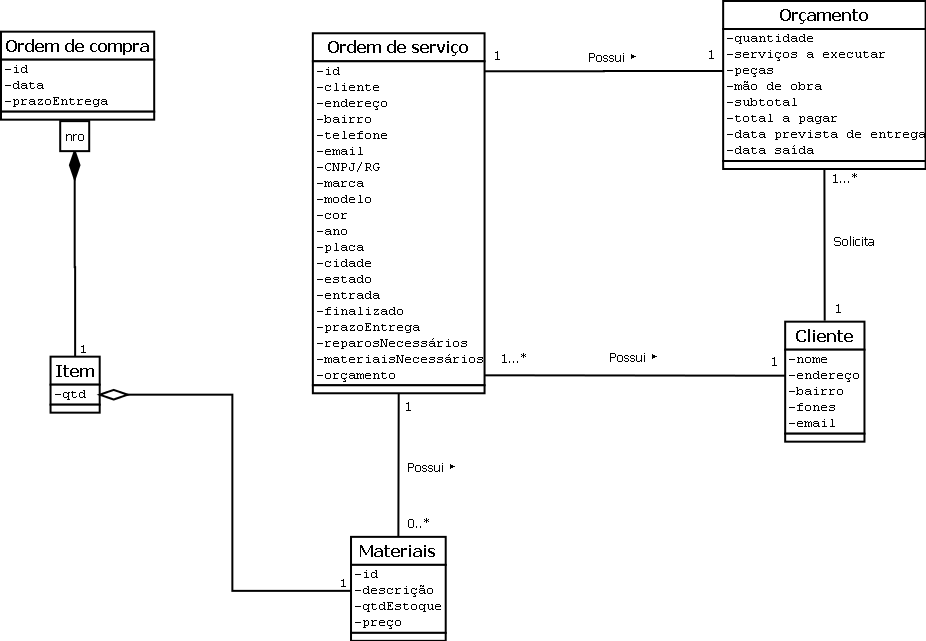 Ordem de compra
-id
-data
-prazoEntrega
nro
1
Item
-qtd
Ordem de serviço
-id
-cliente
-endereço
-bairro
-telefone
-email
-CNPJ/RG
-marca
-modelo
-cor
-ano
-placa
-cidade
-estado
-entrada
-finalizado
-prazoEntrega
-reparosNecessários
-materiaisNecessários
-orçamento
1
Possui ▸
1
Orçamento
-quantidade
-serviços a executar
-peças
-mão de obra
-subtotal
-total a pagar
-data prevista de entrega
-data saída
1...*
Solicita
1
Cliente
-nome
-endereço
-bairro
-fones
-email
1...*
Possui ▸
1
1
Possui ▸
0..*
Materiais
-id
-descrição
-qtdEstoque
-preço
1